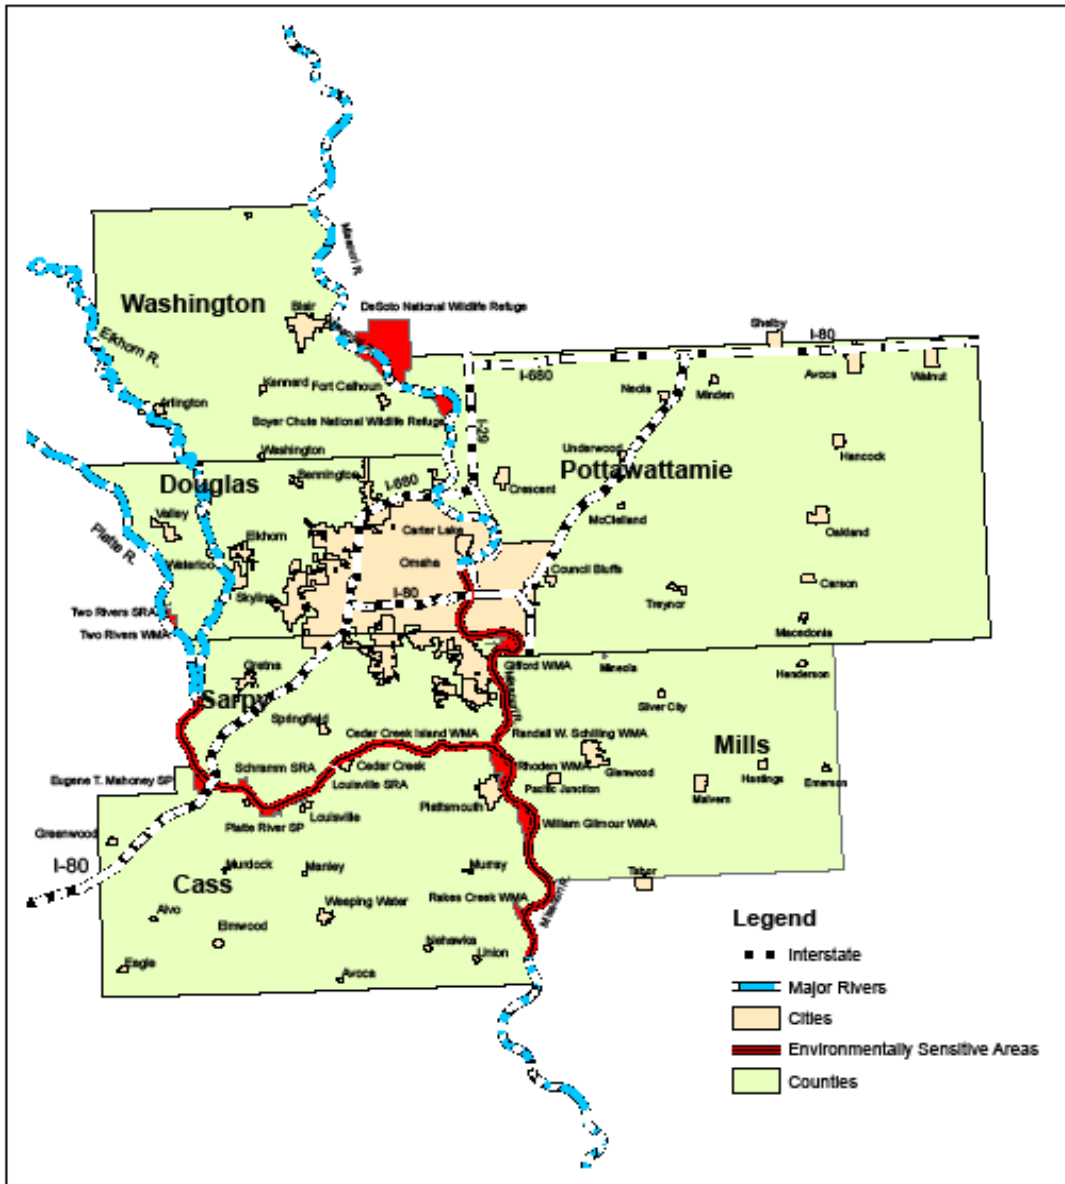 Missouri R.
Washington
Blair
DeSoto National Wildlife Refuge
Elkhorn R.
Shelby
I-80
I-680
Avoca
Walnut
Kennard
Fort Calhoun
Neola
Minden
Arlington
Boyer Chute National Wildlife Refuge
I-29
Washington
Underwood
Hancock
Pottawattamie
Bennington
Douglas
I-680
Crescent
Valley
McClelland
Carter Lake
Oakland
Platte R.
Elkhorn
Waterloo
Omaha
Council Bluffs
Carson
I-80
Skyline
Treynor
Two Rivers SRA
Macedonia
Two Rivers WMA
Gretna
Gifford WMA
Mineola
Henderson
Sarpy
Silver City
Springfield
Cedar Creek Island WMA
Randall W. Schilling WMA
Mills
Schramm SRA
Cedar Creek
Rhoden WMA
Glenwood
Hastings
Emerson
Eugene T. Mahoney SP
Louisville SRA
Pacific Junction
Malvern
Plattsmouth
Louisville
Platte River SP
William Gilmour WMA
Greenwood
I-80
Murdock
Manley
Murray
Tabor
Cass
Rakes Creek WMA
Missouri R.
Weeping Water
Alvo
Elmwood
Nehawka
Union
Eagle
Avoca
Legend
Interstate
Major Rivers
Cities
Environmentally Sensitive Areas
Counties